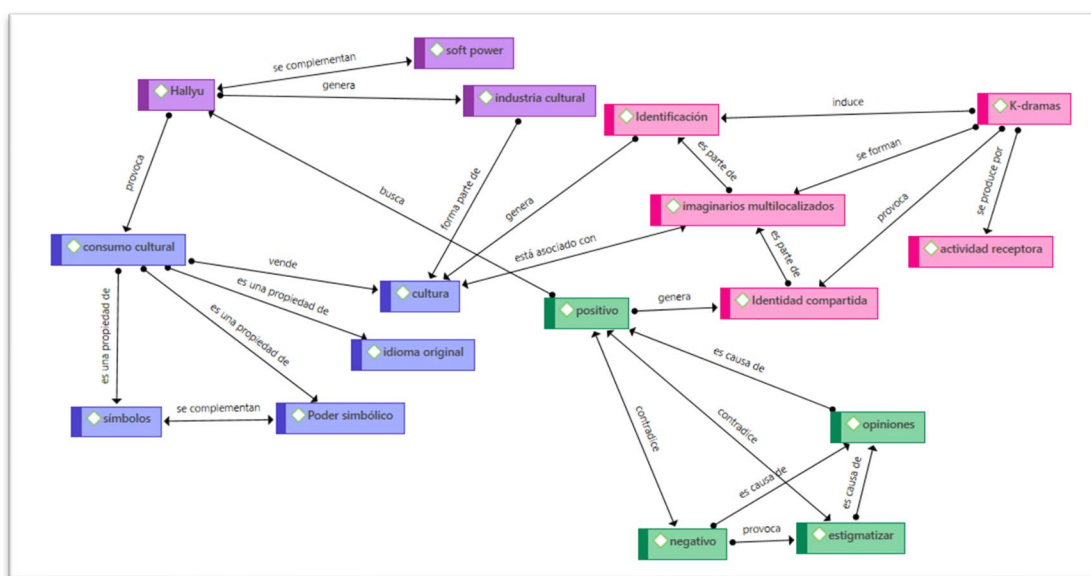 soft power
se complementan
Hallyu
genera
industria cultural
Identificación
induce
K-dramas
es parte de
se forman
provoca
busca
forma parte de
genera
imaginarios multilocalizados
provoca
se produce por
actividad receptora
consumo cultural
vende
está asociado con
es parte de
cultura
es una propiedad de
positivo
genera
Identidad compartida
es una propiedad de
es una propiedad de
idioma original
es causa de
símbolos
se complementan
Poder simbólico
contradice
contradice
opiniones
es causa de
es causa de
negativo
provoca
estigmatizar